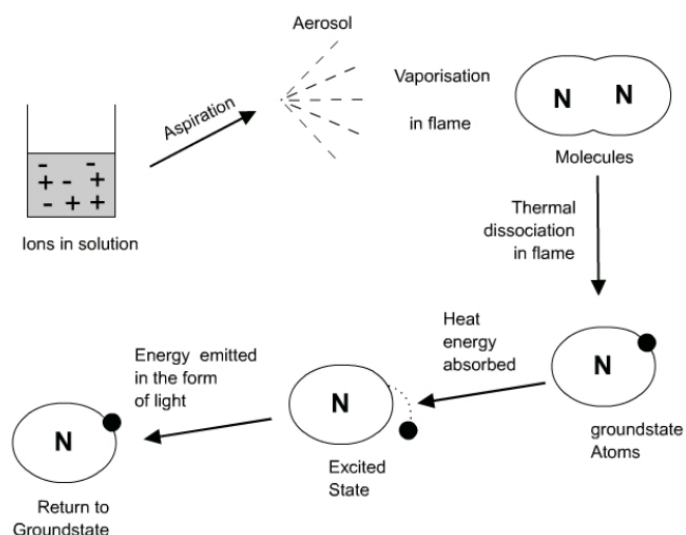 Aerosol
Aspiration
Vaporisation
in flame
N N
Molecules
- -
+ - +
- + +
Ions in solution
Thermal
dissociation
in flame
N
groundstate
Atoms
Heat
energy
absorbed
N
Excited
State
Energy emitted
in the form
of light
N
Return to
Groundstate